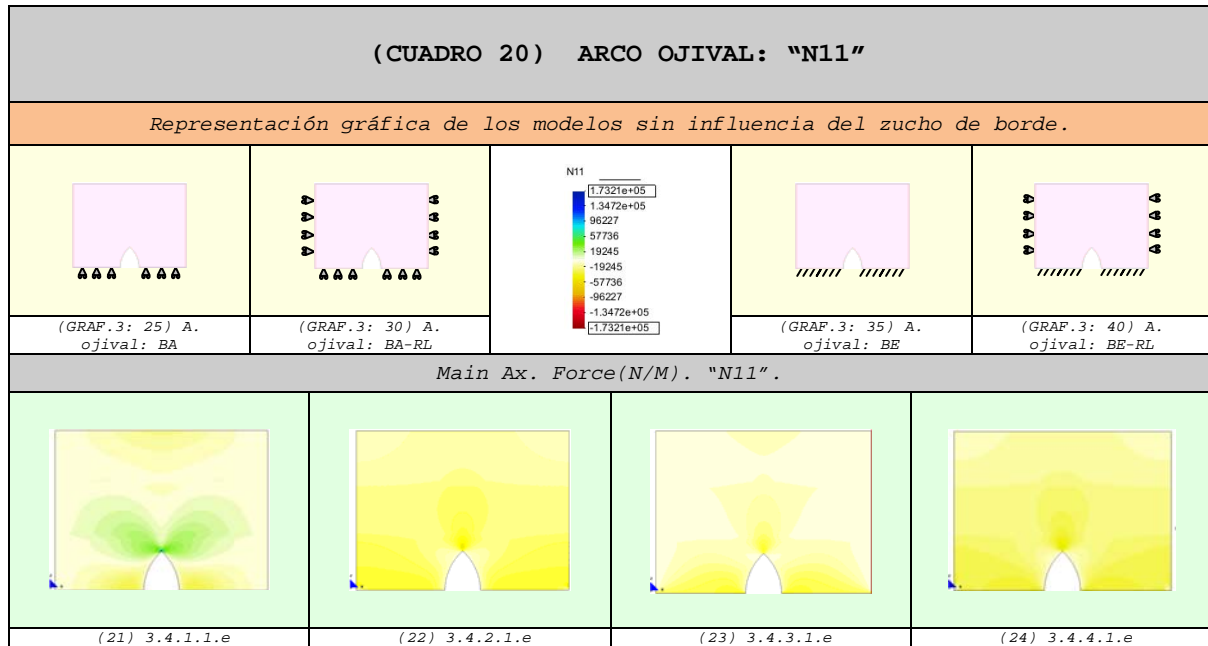 (CUADRO 20) ARCO OJIVAL: “N11”
Representación gráfica de los modelos sin influencia del zucho de borde.
N11
1.7321e+05
1.3472e+05
96227
57736
19245
-19245
-57736
-96227
-1.3472e+05
-1.7321e+05
(GRAF.3: 25) A.
ojival: BA
(GRAF.3: 30) A.
ojival: BA-RL
(GRAF.3: 35) A.
ojival: BE
(GRAF.3: 40) A.
ojival: BE-RL
Main Ax. Force(N/M). “N11”.
(21) 3.4.1.1.e
(22) 3.4.2.1.e
(23) 3.4.3.1.e
(24) 3.4.4.1.e